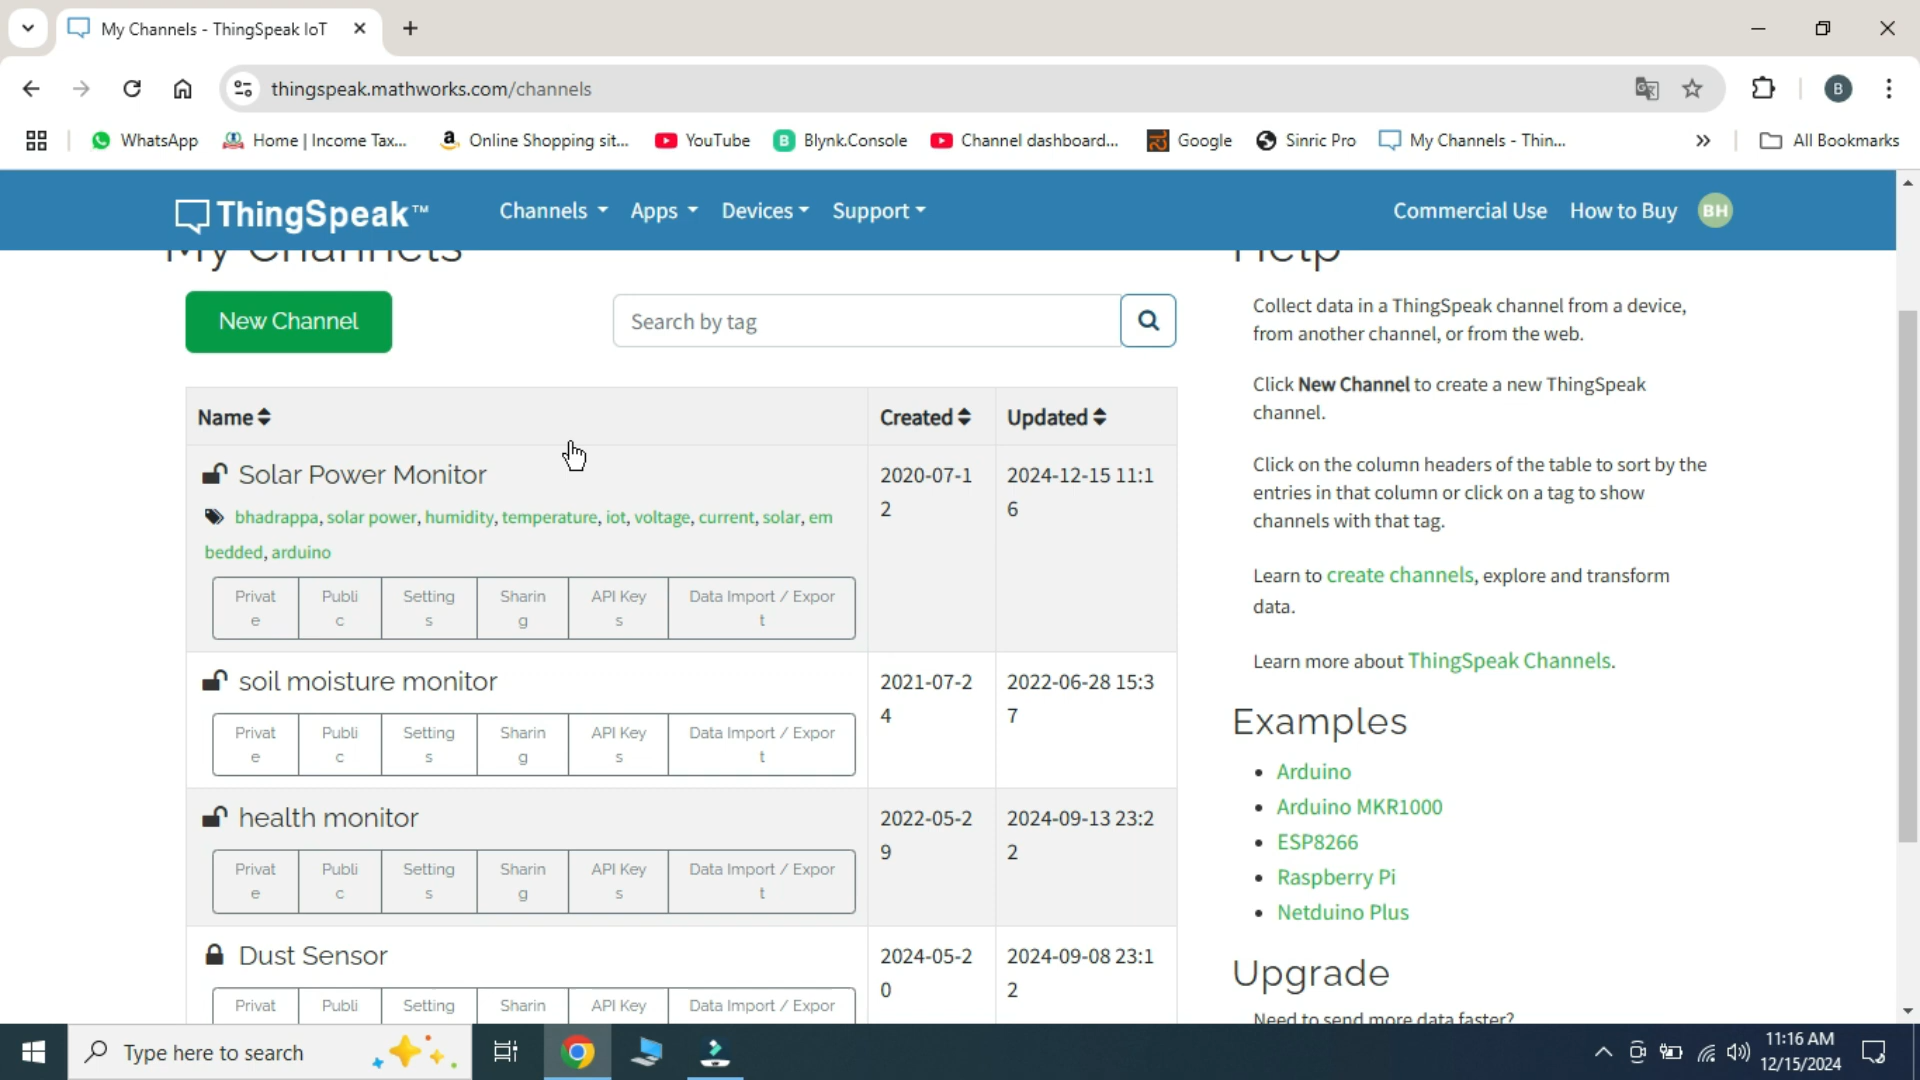 My Channels - ThingSpeak IoT
thingspeak.mathworks.com/channels
B
WhatsApp
Home | Income Tax...
Online Shopping sit...
YouTube
B Blynk.Console
Channel dashboard...
Google
Sinric Pro
My Channels - Thin...
All Bookmarks
ThingSpeak™
Channels
Apps
Devices
Support
Commercial Use
How to Buy
BH
My Channels
New Channel
Search by tag
Name
Created
Updated
Solar Power Monitor
bhadrappa, solar power, humidity, temperature, iot, voltage, current, solar, em
bedded, arduino
Privat
e
Publi
c
Setting
s
Sharin
g
API Key
s
Data Import / Expor
t
2020-07-1
2
2024-12-15 11:1
6
soil moisture monitor
Privat
e
Publi
c
Setting
s
Sharin
g
API Key
s
Data Import / Expor
t
2021-07-2
4
2022-06-28 15:3
7
health monitor
Privat
e
Publi
c
Setting
s
Sharin
g
API Key
s
Data Import / Expor
t
2022-05-2
9
2024-09-13 23:2
2
Dust Sensor
Privat
Publi
Setting
Sharin
API Key
Data Import / Expor
2024-05-2
0
2024-09-08 23:1
2
Help
Collect data in a ThingSpeak channel from a device,
from another channel, or from the web.
Click New Channel to create a new ThingSpeak
channel.
Click on the column headers of the table to sort by the
entries in that column or click on a tag to show
channels with that tag.
Learn to create channels, explore and transform
data.
Learn more about ThingSpeak Channels.
Examples
Arduino
Arduino MKR1000
ESP8266
Raspberry Pi
Netduino Plus
Upgrade
Need to send more data faster?
Type here to search
11:16 AM
12/15/2024